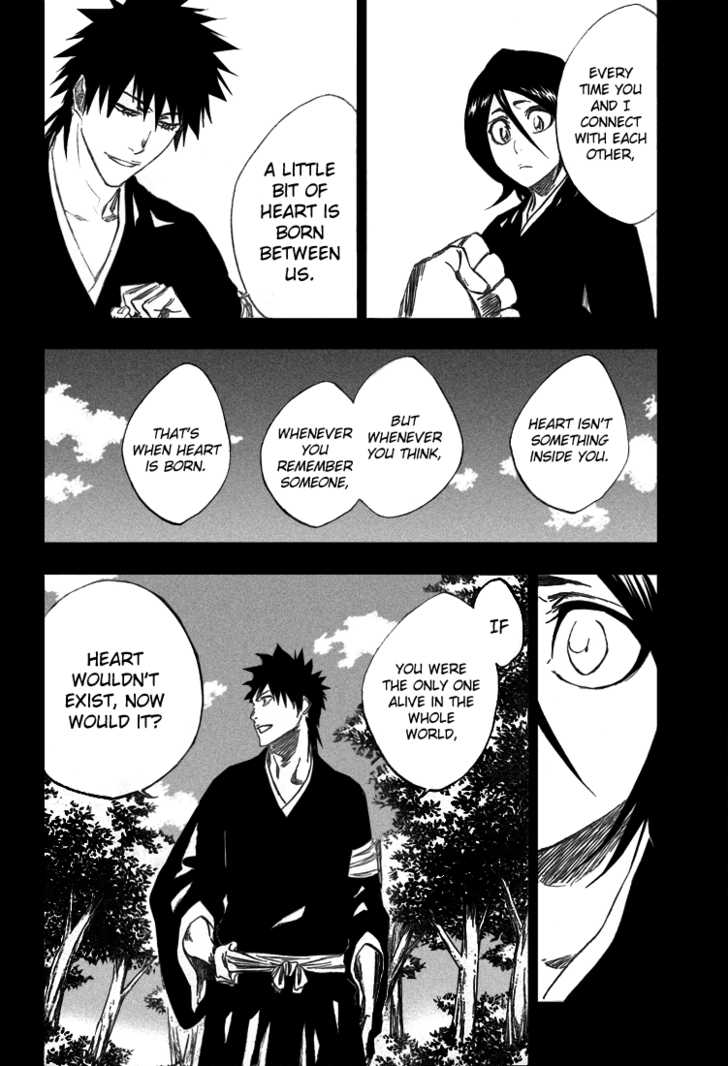 EVERY
TIME YOU
AND I
CONNECT
WITH EACH
OTHER,
A LITTLE
BIT OF
HEART IS
BORN
BETWEEN
US.
HEART ISN'T
SOMETHING
INSIDE YOU.
BUT
WHENEVER
YOU THINK,
WHENEVER
YOU
REMEMBER
SOMEONE,
THAT'S
WHEN HEART
IS BORN.
IF
YOU WERE
THE ONLY ONE
ALIVE IN THE
WHOLE
WORLD,
HEART
WOULDN'T
EXIST, NOW
WOULD IT?